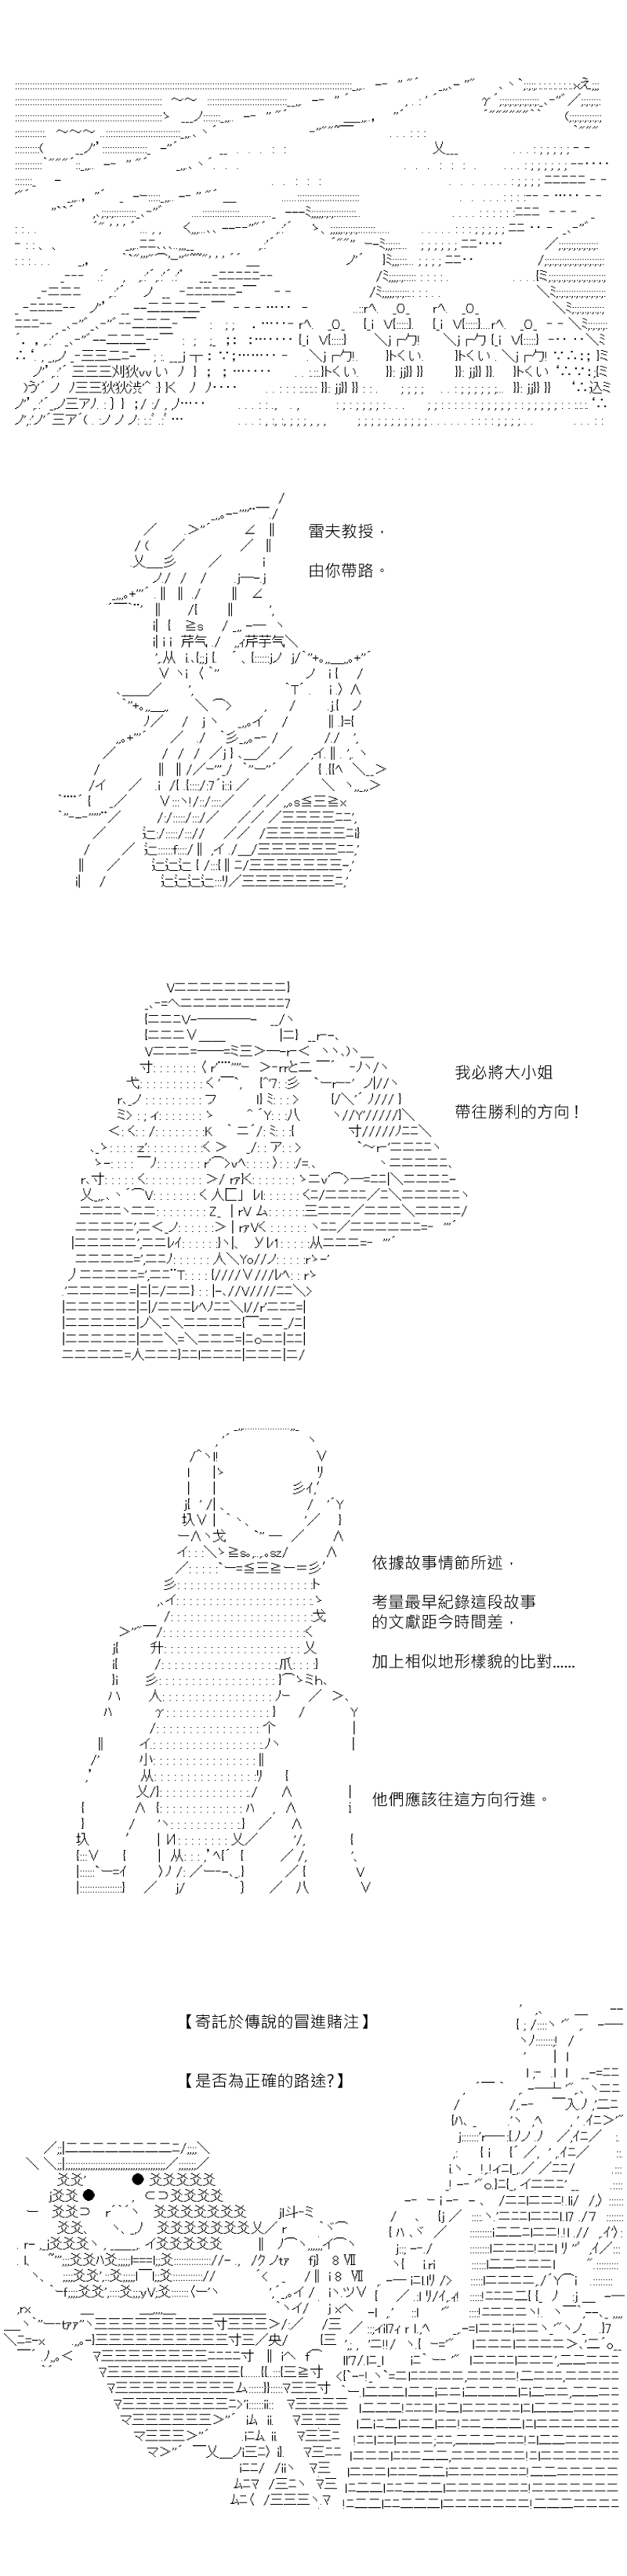 雷夫教授，
由你帶路。
我必將大小姐
帶往勝利的方向！
依據故事情節所述，
考量最早紀錄這段故事
的文獻距今時間差，
加上相似地形樣貌的比對……
他們應該往這方向行進。
【寄託於傳說的冒進賭注】
【是否為正確的路途?】